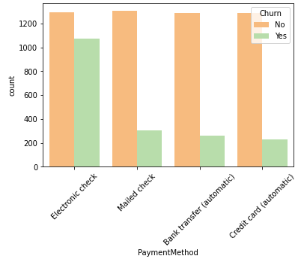 Churn
No
Yes
1200
1000
800
600
400
200
0
count
Electronic check
Mailed check
Bank transfer (automatic)
Credit card (automatic)
PaymentMethod